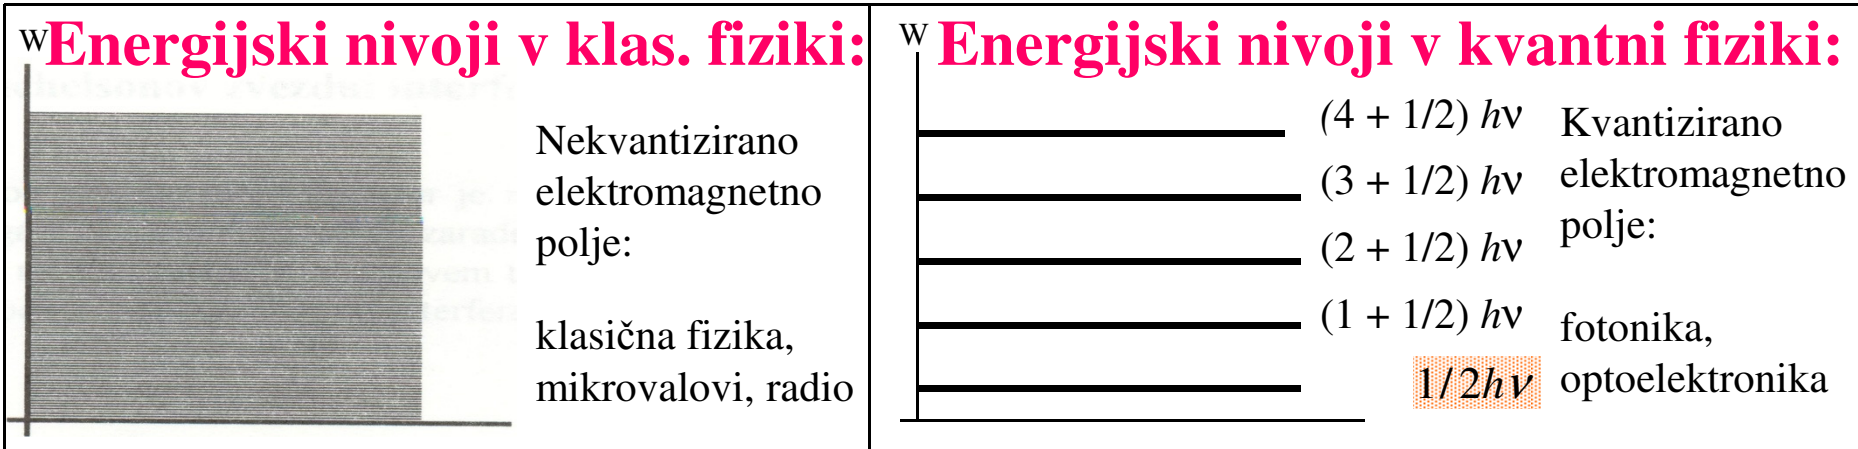 W
Energijski nivoji v klas. fiziki:
Nekvantizirano
elektromagnetno
polje:
klasična fizika,
mikrovalovi, radio
W
Energijski nivoji v kvantni fiziki:
(4 + 1/2) hν
(3 + 1/2) hν
(2 + 1/2) hν
(1 + 1/2) hν
1/2hν
Kvantizirano
elektromagnetno
polje:
fotonika,
optoelektronika